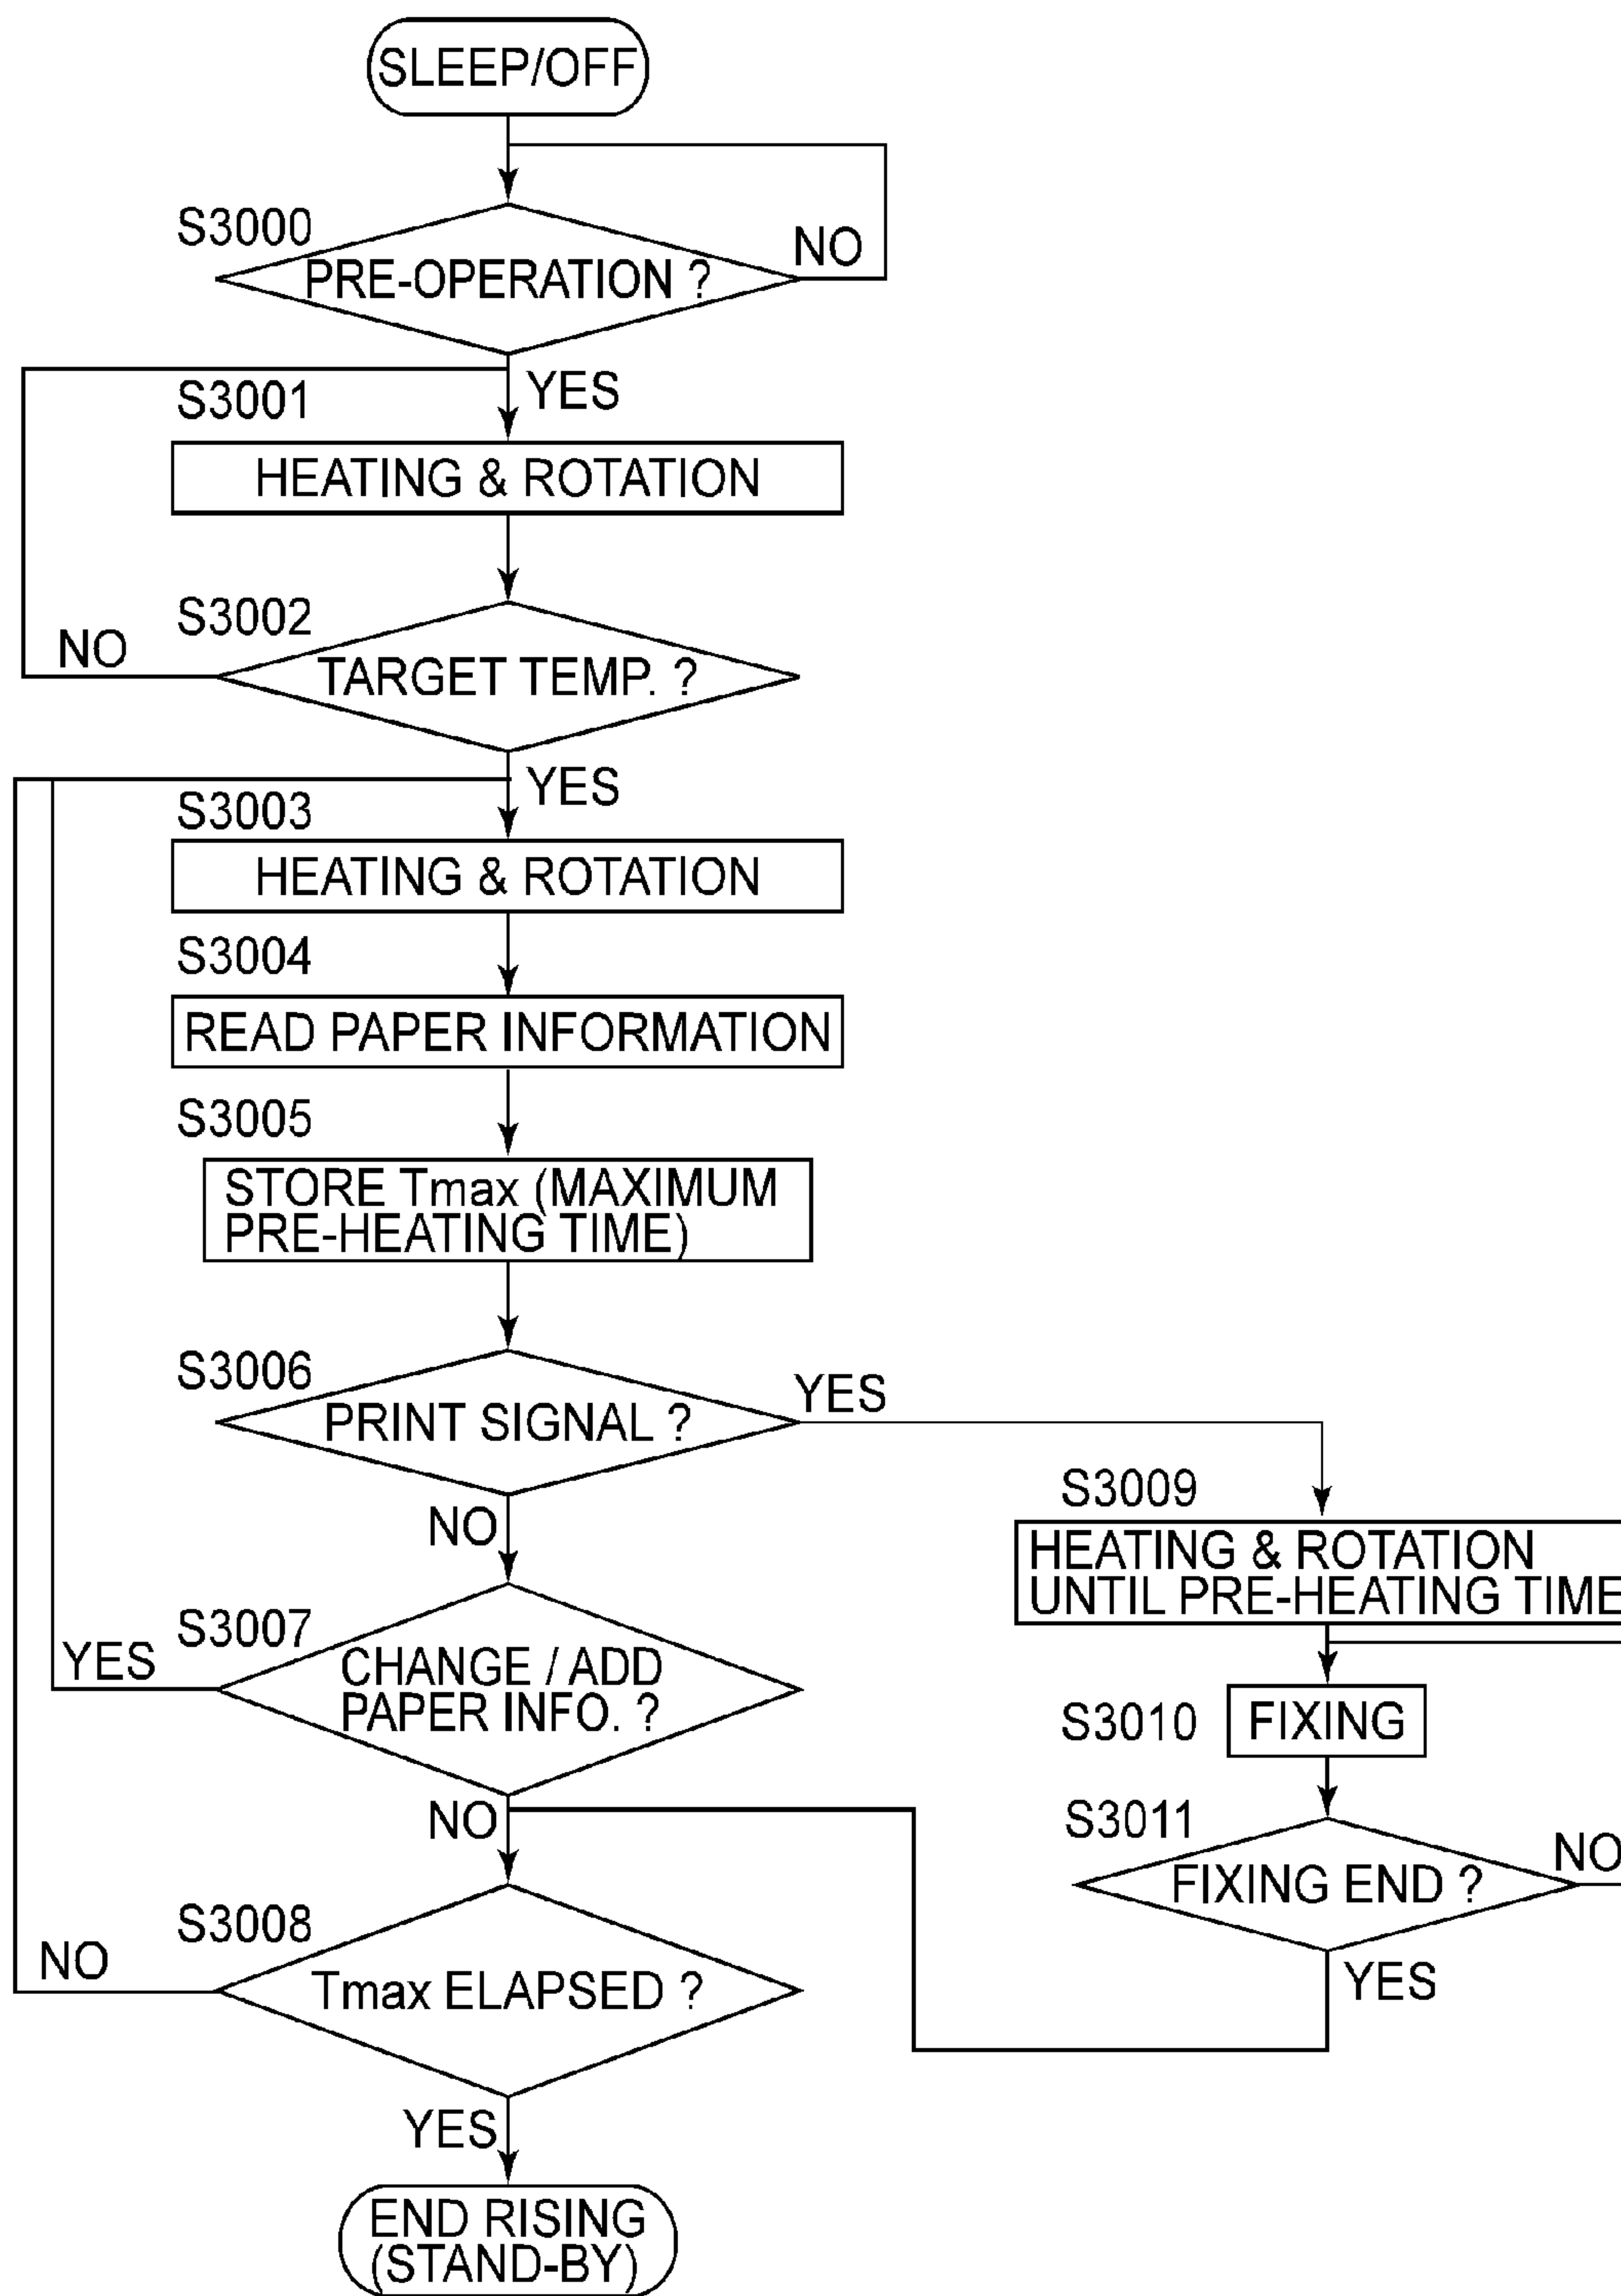 SLEEP/OFF
S3000
NO
PRE-OPERATION ?
S3001
YES
HEATING & ROTATION
S3002
NO
TARGET TEMP. ?
YES
S3003
HEATING & ROTATION
S3004
READ PAPER INFORMATION
S3005
STORE Tmax (MAXIMUM
PRE-HEATING TIME)
S3006
YES
PRINT SIGNAL ?
NO
S3009
HEATING & ROTATION
UNTIL PRE-HEATING TIME
S3007
YES
CHANGE / ADD
PAPER INFO. ?
S3010
FIXING
NO
S3011
NO
FIXING END ?
S3008
NO
Tmax ELAPSED ?
YES
YES
END RISING
(STAND-BY)